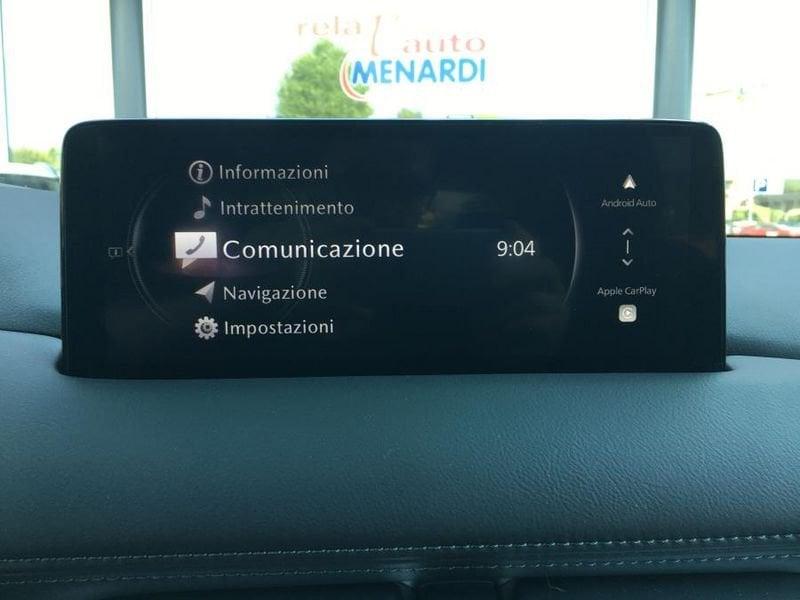 rela l'auto
MENARDI
Informazioni
Intrattenimento
Comunicazione
9:04
Navigazione
Impostazioni
Android Auto
Apple CarPlay